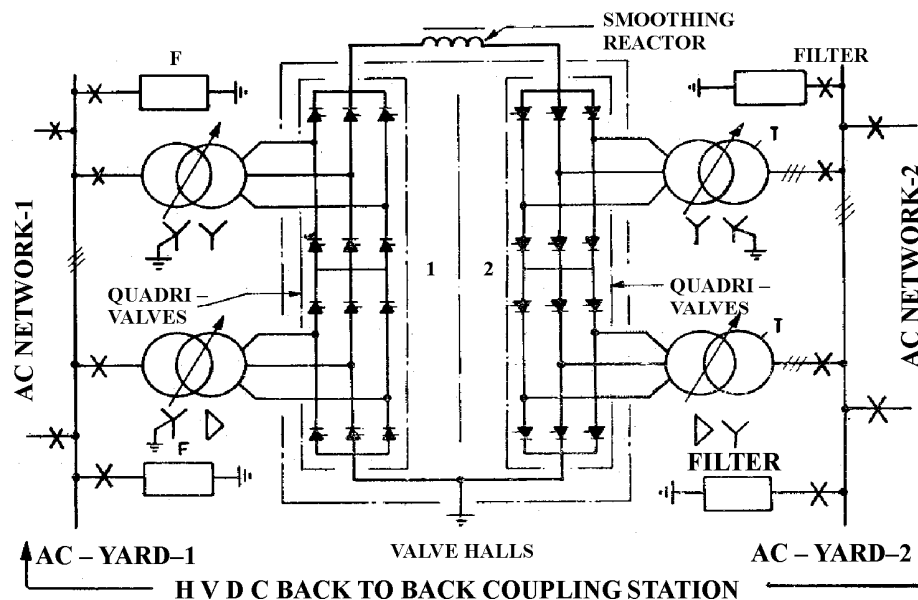 SMOOTHING
REACTOR
F
FILTER
T
AC NETWORK-1
AC NETWORK-2
1
2
QUADRI –
VALVES
QUADRI –
VALVES
T
F
FILTER
AC – YARD–1
VALVE HALLS
AC – YARD–2
H V D C BACK TO BACK COUPLING STATION